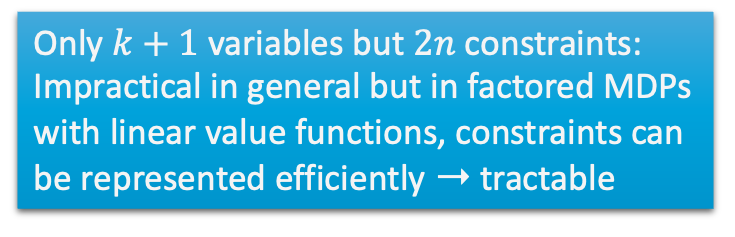 Only k + 1 variables but 2n constraints:
Impractical in general but in factored MDPs
with linear value functions, constraints can
be represented efficiently → tractable